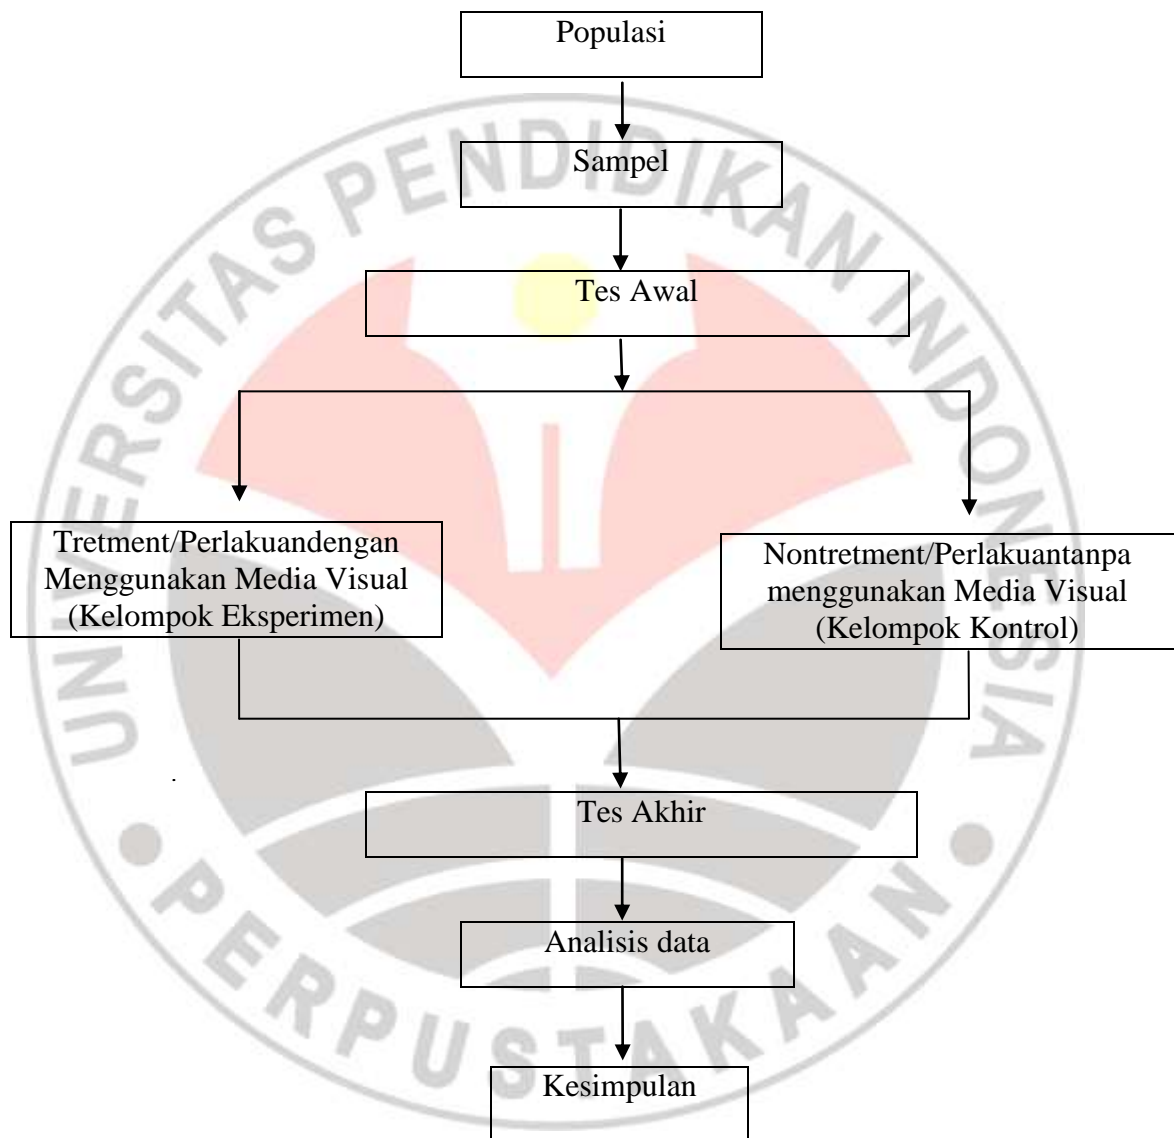 Populasi
Sampel
Tes Awal
Tretment/Perlakuandengan
Menggunakan Media Visual
(Kelompok Eksperimen)
Nontretment/Perlakuantanpa
menggunakan Media Visual
(Kelompok Kontrol)
Tes Akhir
Analisis data
Kesimpulan
UNIVERSITAS PENDIDIKAN INDONESIA
PERPUSTAKAAN